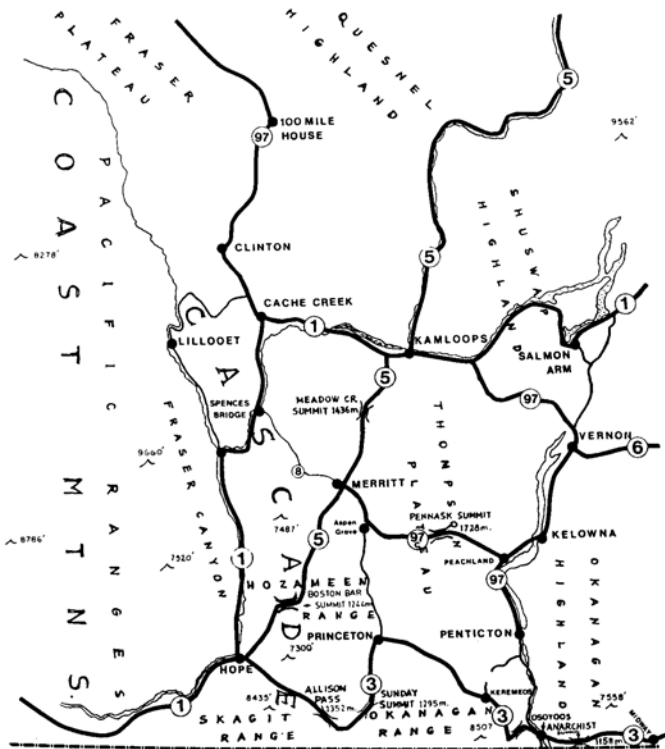 FRASER
PLATEAU
QUESNEL
HIGHLAND
5
9562'
100 MILE
HOUSE
97
COAST MTNS.
PACIFIC RANGES
SHUSWAP
HIGHLAND
8278'
CLINTON
5
CACHE CREEK
1
1
LILLOOET
KAMLOOPS
SALMON
ARM
CASCADE
5
MEADOW CR.
SUMMIT 1436m.
97
SPENCES
BRIDGE
THOMPSON
PLATEAU
VERNON
6
9660'
FRASER CANYON
8
MERRITT
PENNASK SUMMIT
1728m.
7487'
Aspen
Grove
97
KELOWNA
8786'
5
7520'
1
PEACHLAND
97
OKANAGAN
HIGHLAND
HOZAMEEN
RANGE
BOSTON BAR
SUMMIT 1244m.
7300'
PRINCETON
PENTICTON
HOPE
8435'
ALLISON
PASS
1352m.
3
SUNDAY
SUMMIT 1295m.
KEREMEOS
7558'
1
SKAGIT
RANGE
OKANAGAN
RANGE
8507'
3
OSOYOOS
ANARCHIST
SUMMIT
1158m.
3
MIDWAY